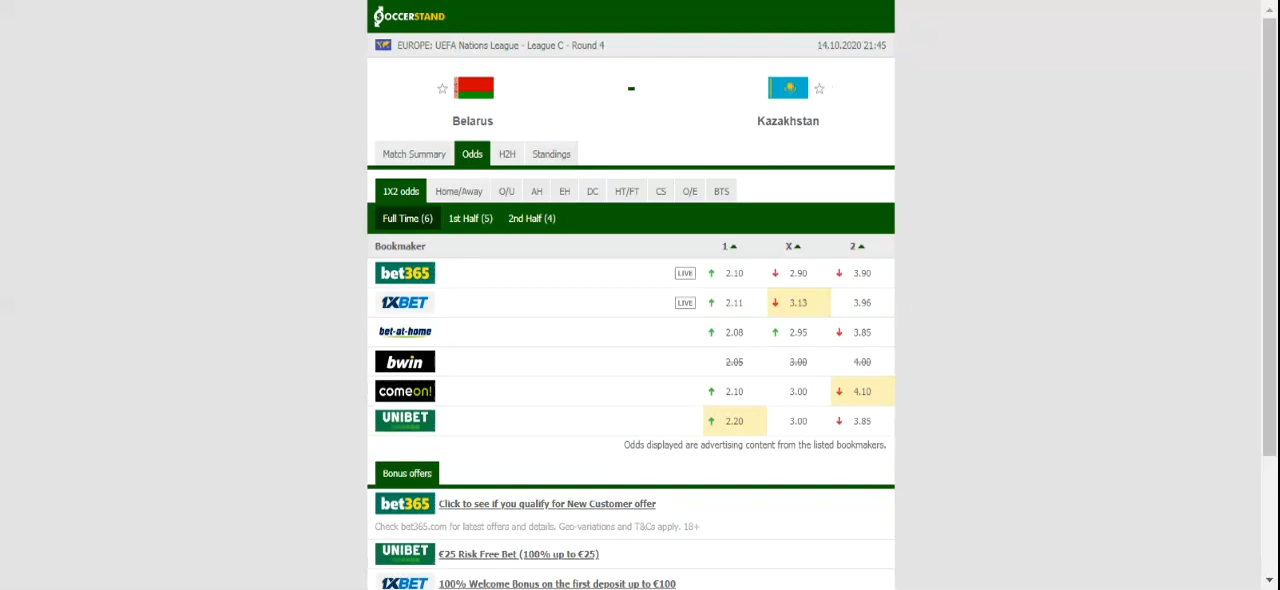 SOCCERSTAND
EUROPE: UEFA Nations League - League C - Round 4 14.10.2020 21:45
-
Belarus Kazakhstan
Match Summary Odds H2H Standings
1X2 odds Home/Away O/U AH EH DC HT/FT CS O/E BTS
Full Time (6) 1st Half (5) 2nd Half (4)
Bookmaker 1 X 2
bet365 LIVE 2.10 2.90 3.90
1XBET LIVE 2.11 3.13 3.96
bet-at-home 2.08 2.95 3.85
bwin 2.05 3.00 4.00
comeon! 2.10 3.00 4.10
UNIBET 2.20 3.00 3.85
Odds displayed are advertising content from the listed bookmakers.
Bonus offers
bet365 Click to see if you qualify for New Customer offer
Check bet365.com for latest offers and details. Geo-variations and T&Cs apply. 18+
UNIBET €25 Risk Free Bet (100% up to €25)
1XBET 100% Welcome Bonus on the first deposit up to €100